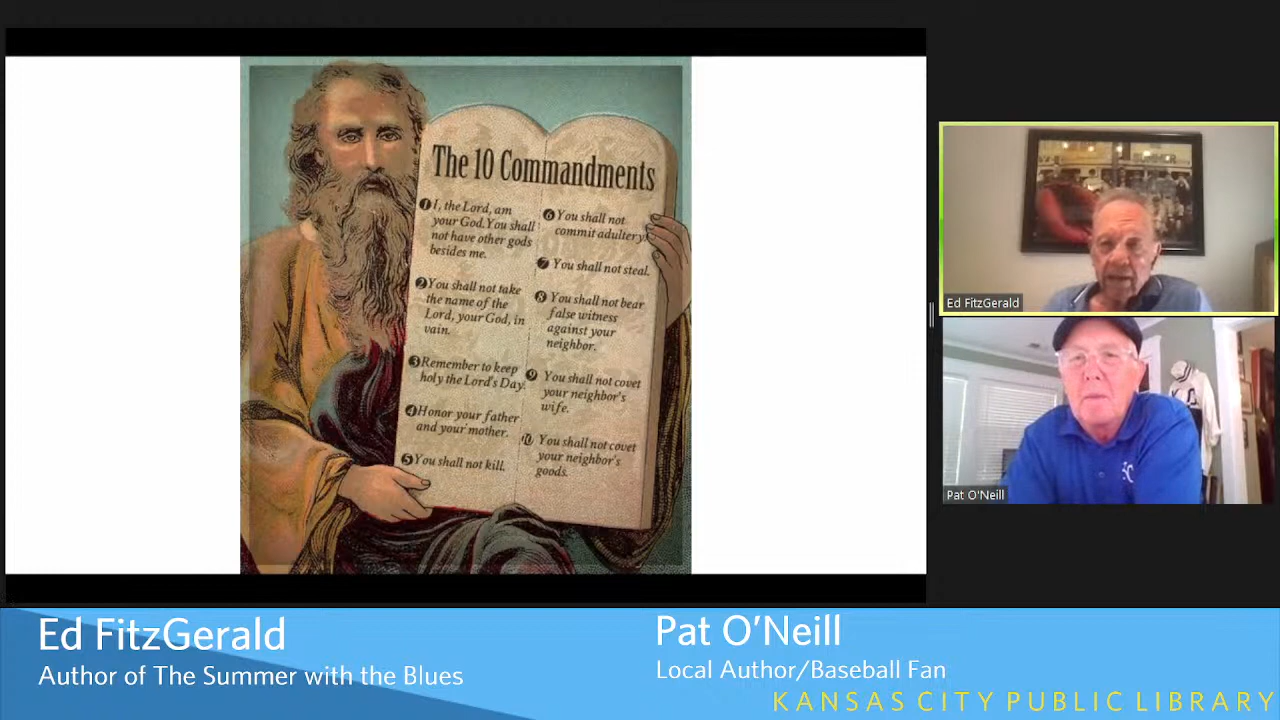 The 10 Commandments
1 I, the Lord, am
your God. You shall
not have other gods
besides me.
2 You shall not take
the name of the
Lord, your God, in
vain.
3 Remember to keep
holy the Lord's Day.
4 Honor your father
and your mother.
5 You shall not kill.
6 You shall not
commit adultery.
7 You shall not steal.
8 You shall not bear
false witness
against your
neighbor.
9 You shall not covet
your neighbor's
wife.
10 You shall not covet
your neighbor's
goods.
Ed FitzGerald
Pat O'Neill
Ed FitzGerald
Author of The Summer with the Blues
Pat O'Neill
Local Author/Baseball Fan
KANSAS CITY PUBLIC LIBRARY